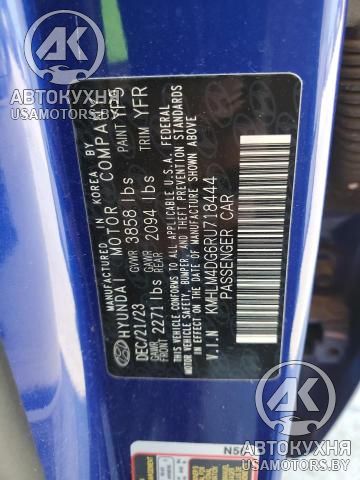 АВТОКУХНЯ
USAMOTORS.BY
MANUFACTURED IN KOREA BY
HYUNDAI MOTOR COMPANY
DEC/21/23 GVWR 3858 lbs PAINT YP5
GAWR FRONT 2271lbs GAWR REAR 2094 lbs TRIM YFR
THIS VEHICLE CONFORMS TO ALL APPLICABLE U.S.A. FEDERAL
MOTOR VEHICLE SAFETY, BUMPER, AND THEFT PREVENTION STANDARDS
IN EFFECT ON THE DATE OF MANUFACTURE SHOWN ABOVE.
V.I.N KMHLM4DG6RU718444
PASSENGER CAR
АВТОКУХНЯ
USAMOTORS.BY